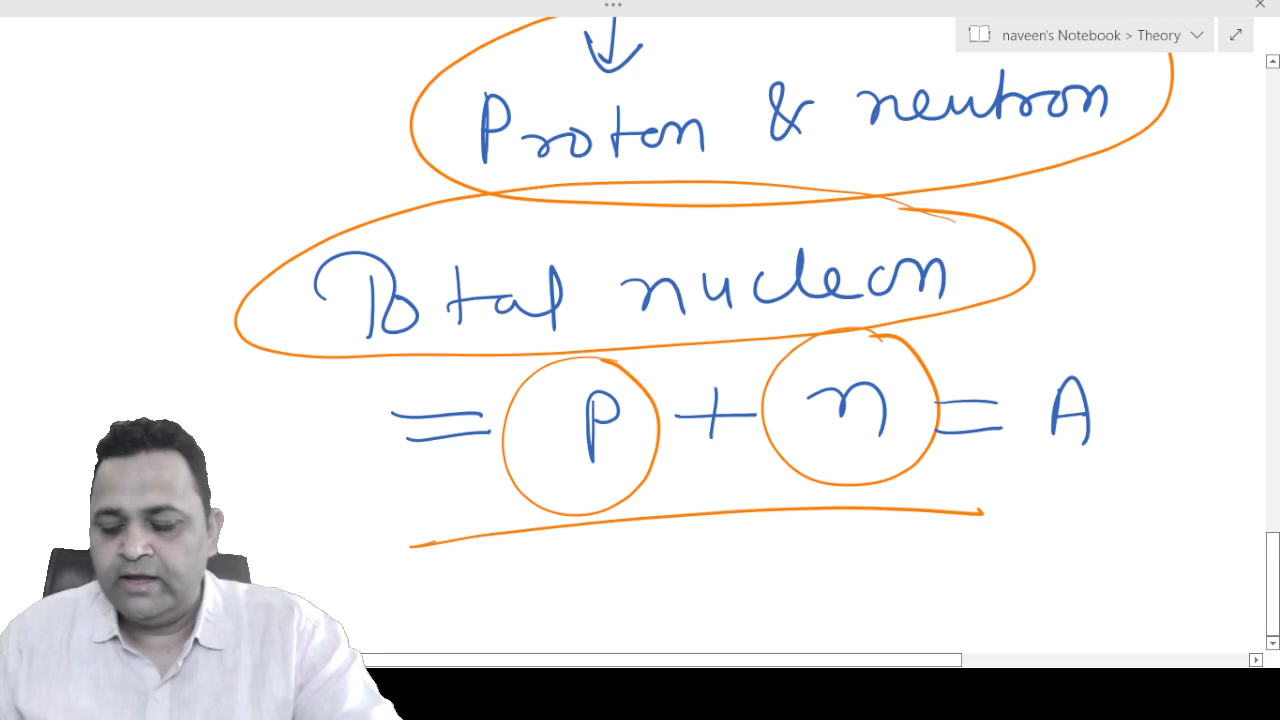 naveen's Notebook > Theory
Proton & neutron
Total nucleon
= P + n = A